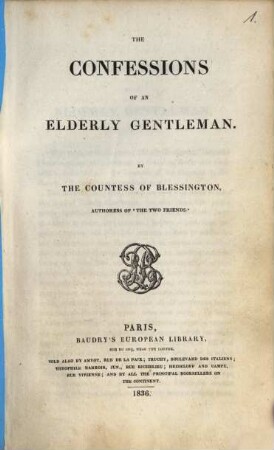 1.
THE
CONFESSIONS
OF AN
ELDERLY GENTLEMAN.
BY
THE COUNTESS OF BLESSINGTON,
AUTHORESS OF "THE TWO FRIENDS."
PARIS,
BAUDRY'S EUROPEAN LIBRARY,
RUE DU COQ, NEAR THE LOUVRE.
SOLD ALSO BY AMYOT, RUE DE LA PAIX; TRUCHY, BOULEVARD DES ITALIENS;
THEOPHILE BARROIS, JUN., RUE RICHELIEU; HEIDELOFF AND CAMPE,
RUE VIVIENNE; AND BY ALL THE PRINCIPAL BOOKSELLERS ON
THE CONTINENT.
1836.